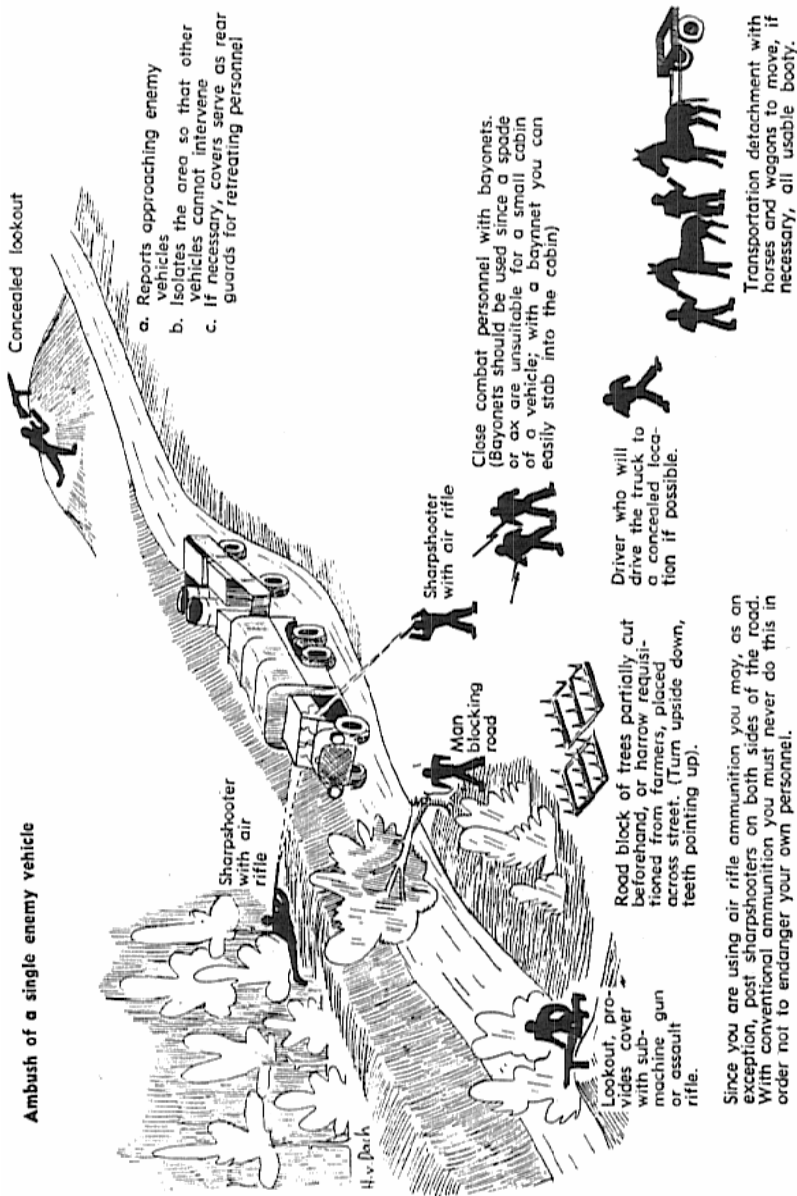 Ambush of a single enemy vehicle
Concealed lookout
a. Reports approaching enemy
vehicles
b. Isolates the area so that other
vehicles cannot intervene
c. If necessary, covers serve as rear
guards for retreating personnel
Sharpshooter
with air
rifle
Sharpshooter
with air rifle
Close combat personnel with bayonets.
(Bayonets should be used since a spade
or ax are unsuitable for a small cabin
of a vehicle; with a baynnet you can
easily stab into the cabin)
Man
blocking
road
H.v. Dach
Lookout, pro-
vides cover
with sub-
machine gun
or assault
rifle.
Road block of trees partially cut
beforehand, or harrow requisi-
tioned from farmers, placed
across street. (Turn upside down,
teeth pointing up).
Driver who will
drive the truck to
a concealed loca-
tion if possible.
Transportation detachment with
horses and wagons to move, if
necessary, all usable booty.
Since you are using air rifle ammunition you may, as an
exception, post sharpshooters on both sides of the road.
With conventional ammunition you must never do this in
order not to endanger your own personnel.